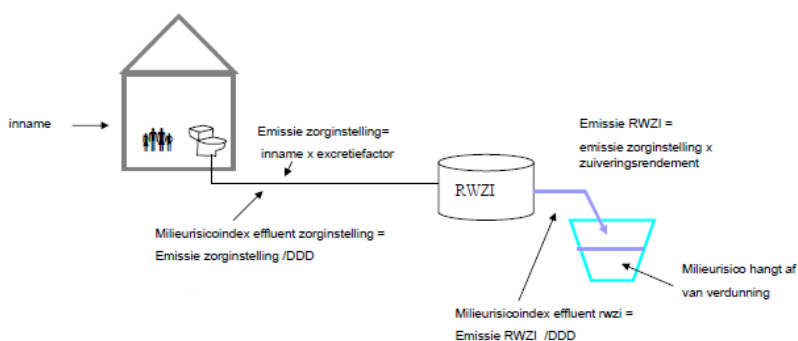 inname
Emissie zorginstelling=
inname x excretiefactor
Emissie RWZI =
emissie zorginstelling x
zuiveringsrendement
RWZI
Milieurisicoindex effluent zorginstelling =
Emissie zorginstelling /DDD
Milieurisico hangt af
van verdunning
Milieurisicoindex effluent rwzi =
Emissie RWZI /DDD